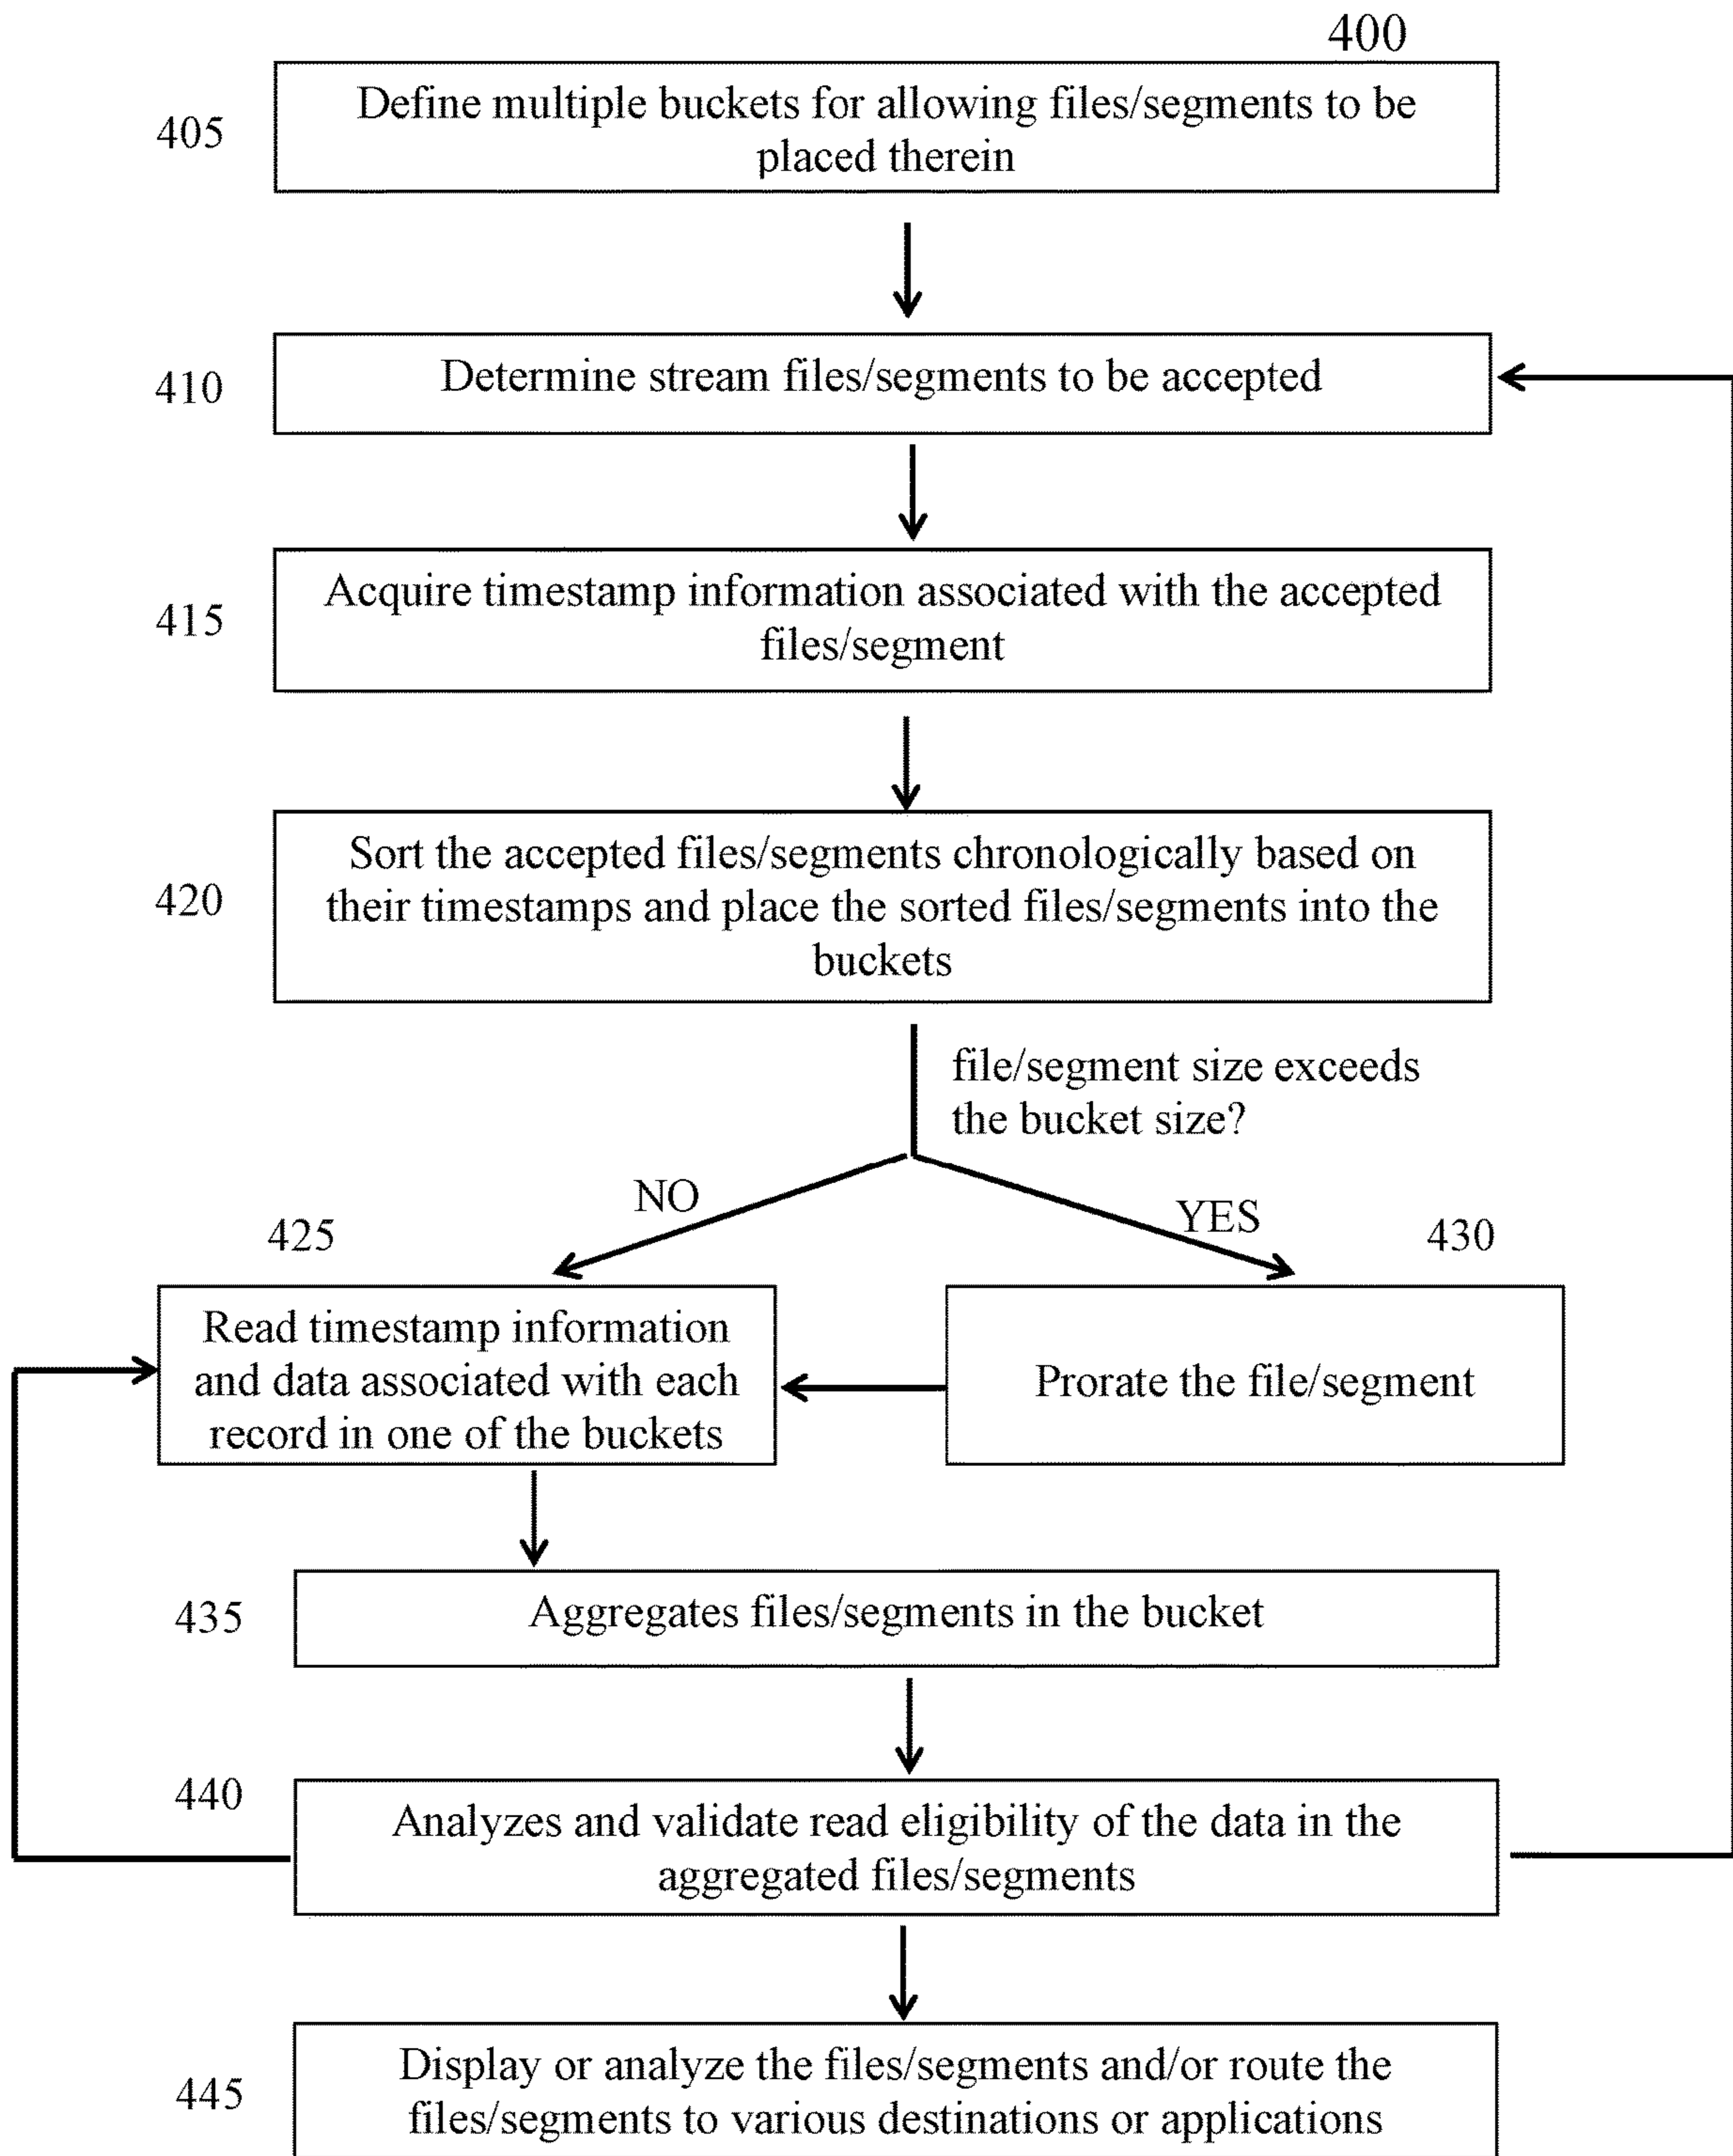 400
405
Define multiple buckets for allowing files/segments to be
placed therein
410
Determine stream files/segments to be accepted
415
Acquire timestamp information associated with the accepted
files/segment
420
Sort the accepted files/segments chronologically based on
their timestamps and place the sorted files/segments into the
buckets
file/segment size exceeds
the bucket size?
NO
YES
425
430
Read timestamp information
and data associated with each
record in one of the buckets
Prorate the file/segment
435
Aggregates files/segments in the bucket
440
Analyzes and validate read eligibility of the data in the
aggregated files/segments
445
Display or analyze the files/segments and/or route the
files/segments to various destinations or applications